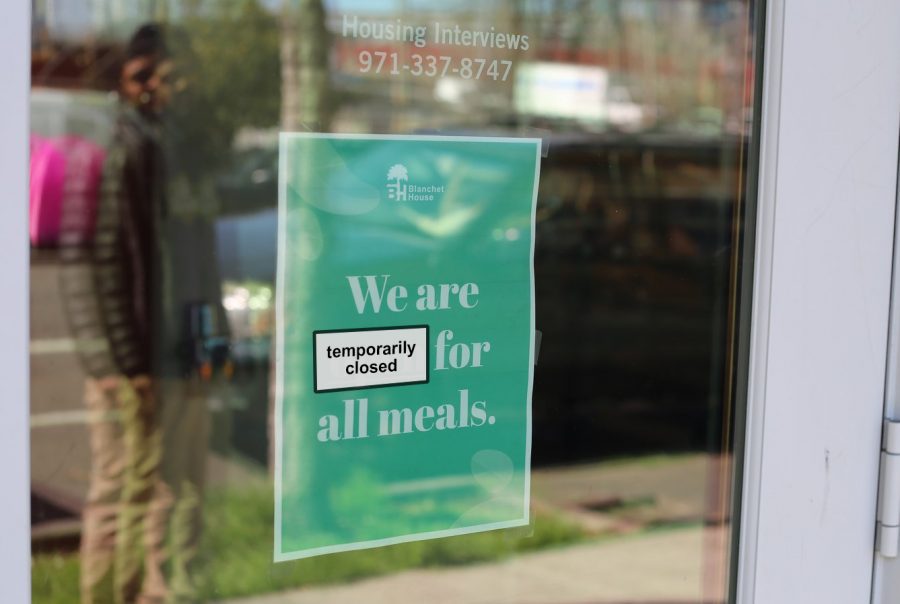 Housing Interviews
971-337-8747
Blanchet
House
We are
temporarily
closed
for
all meals.